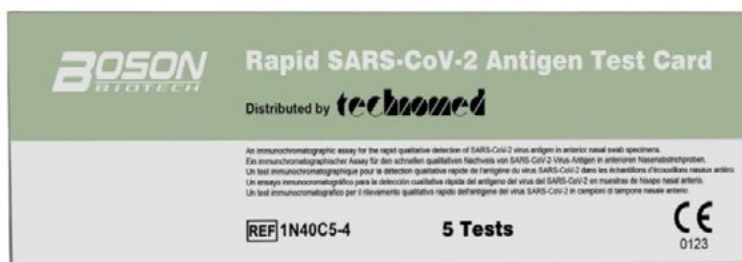 BOSON
BIOTECH
Rapid SARS-CoV-2 Antigen Test Card
Distributed by technomed
An immunochromatographic assay for the rapid qualitative detection of SARS-CoV-2 virus antigen in anterior nasal swab specimens.
Ein immunchromatographischer Assay für den schnellen qualitativen Nachweis von SARS-CoV-2-Virus-Antigen in anterioren Nasenabstrichproben.
Un test immunochromatographique pour la détection qualitative rapide de l'antigène du virus SARS-CoV-2 dans les échantillons d'écouvillons nasaux antéro.
Un ensayo inmunocromatográfico para la detección cualitativa rápida del antígeno del virus del SARS-CoV-2 en muestras de hisopo nasal anterio.
Un test immunocromatografico per il rilevamento qualitativo rapido dell'antigene del virus SARS-CoV-2 in campioni di tampone nasale anterio.
REF 1N40C5-4
5 Tests
CE
0123